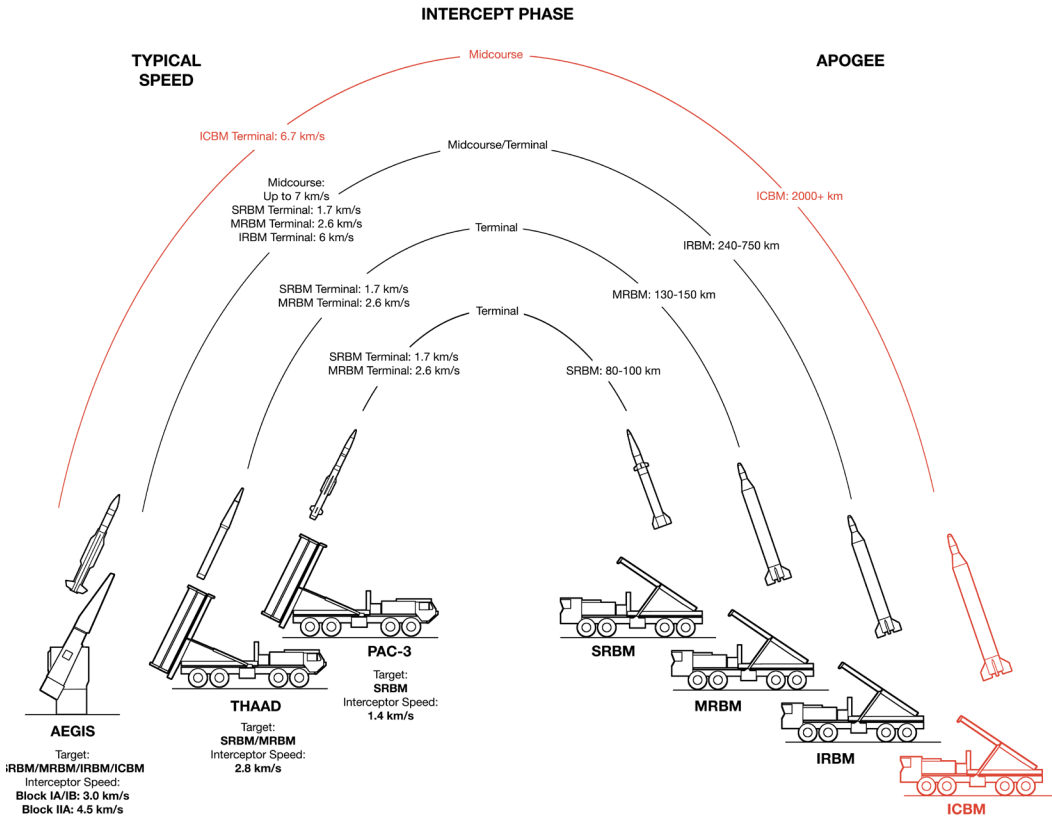 INTERCEPT PHASE
TYPICAL
SPEED
APOGEE
Midcourse
ICBM Terminal: 6.7 km/s
Midcourse/Terminal
Midcourse:
Up to 7 km/s
SRBM Terminal: 1.7 km/s
MRBM Terminal: 2.6 km/s
IRBM Terminal: 6 km/s
ICBM: 2000+ km
Terminal
IRBM: 240-750 km
SRBM Terminal: 1.7 km/s
MRBM Terminal: 2.6 km/s
MRBM: 130-150 km
Terminal
SRBM Terminal: 1.7 km/s
MRBM Terminal: 2.6 km/s
SRBM: 80-100 km
PAC-3
Target:
SRBM
Interceptor Speed:
1.4 km/s
THAAD
Target:
SRBM/MRBM
Interceptor Speed:
2.8 km/s
AEGIS
Target:
SRBM/MRBM/IRBM/ICBM
Interceptor Speed:
Block IA/IB: 3.0 km/s
Block IIA: 4.5 km/s
SRBM
MRBM
IRBM
ICBM